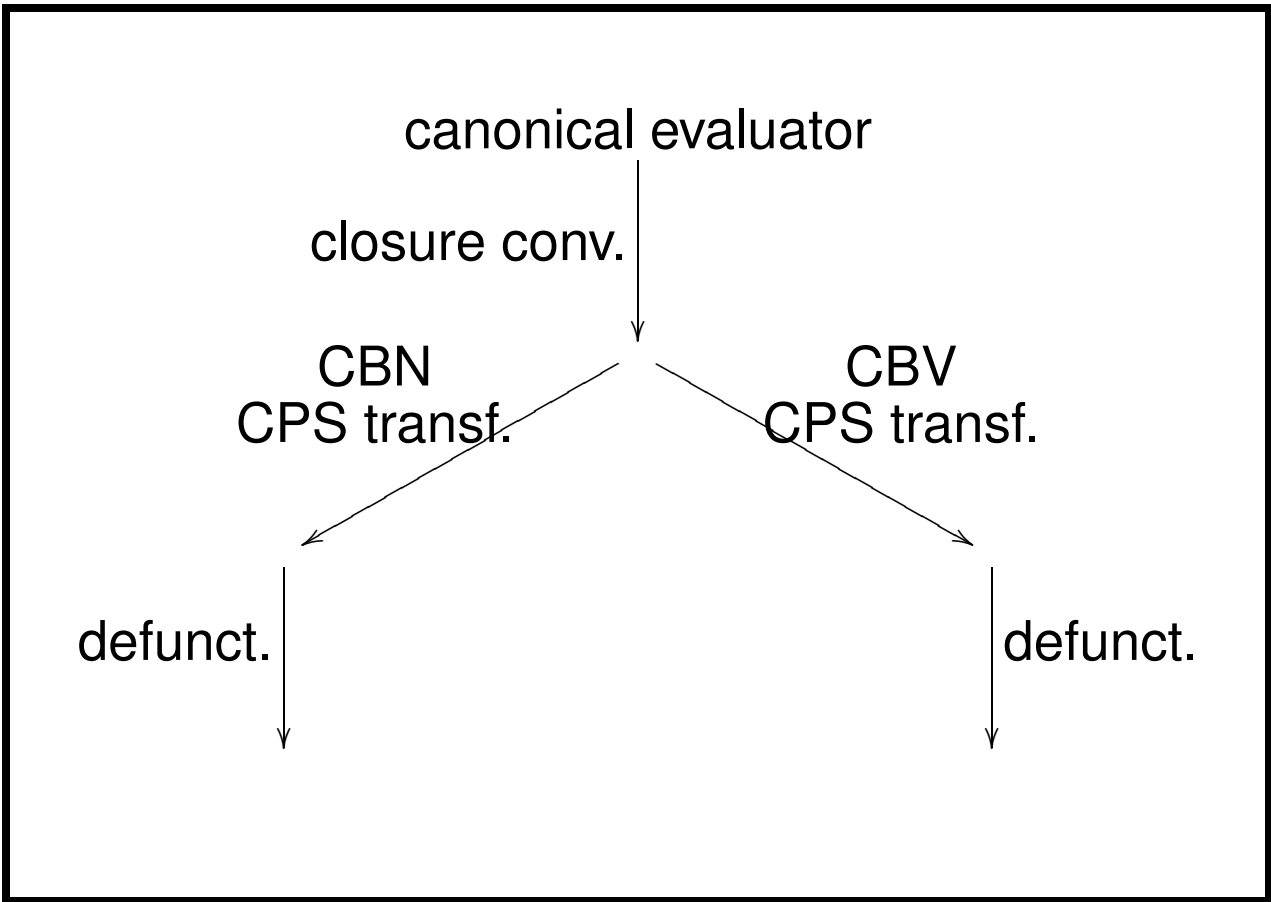 canonical evaluator
closure conv.
CBN
CPS transf.
CBV
CPS transf.
defunct.
defunct.